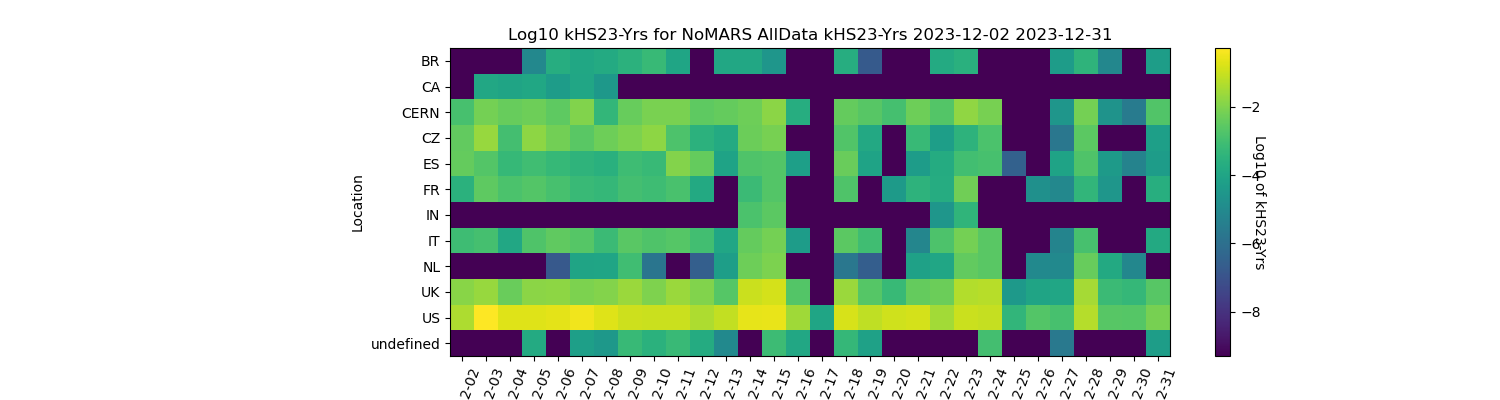 Log10 kHS23-Yrs for NoMARS AllData kHS23-Yrs 2023-12-02 2023-12-31
Location
BR
CA
CERN
CZ
ES
FR
IN
IT
NL
UK
US
undefined
2-02
2-03
2-04
2-05
2-06
2-07
2-08
2-09
2-10
2-11
2-12
2-13
2-14
2-15
2-16
2-17
2-18
2-19
2-20
2-21
2-22
2-23
2-24
2-25
2-26
2-27
2-28
2-29
2-30
2-31
−2
−4
−6
−8
Log10 of kHS23-Yrs